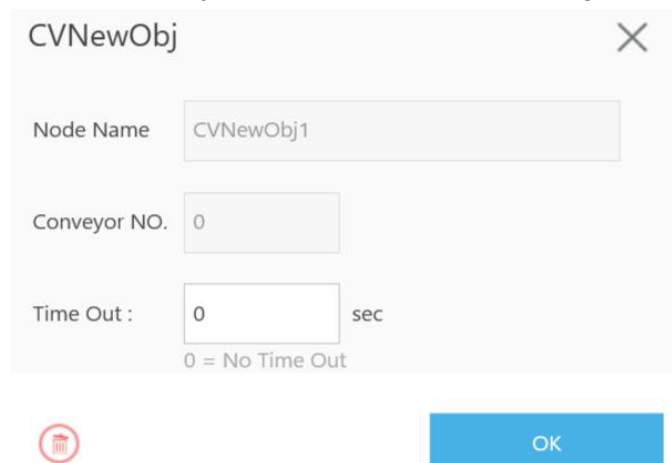 CVNewObj
Node Name CVNewObj1
Conveyor NO. 0
Time Out : 0 sec
0 = No Time Out
OK